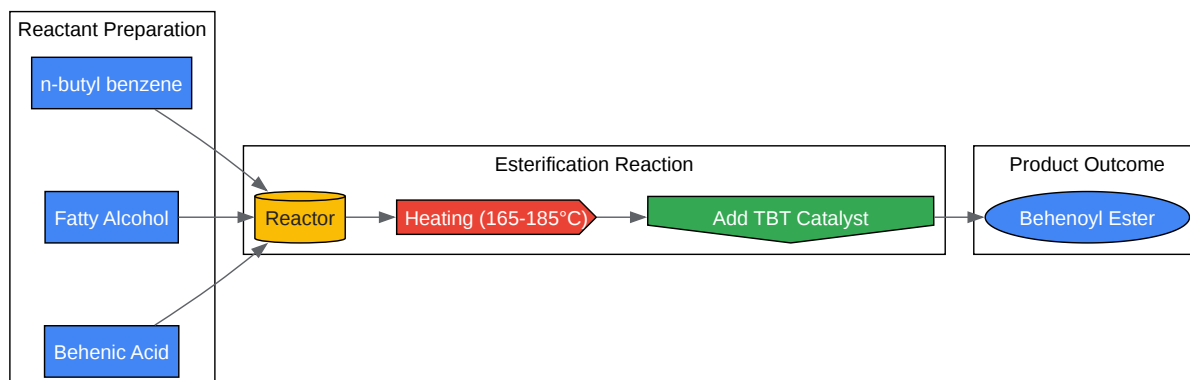 Reactant Preparation
n-butyl benzene
Fatty Alcohol
Behenic Acid
Esterification Reaction
Reactor
Heating (165-185°C)
Add TBT Catalyst
Product Outcome
Behenoyl Ester